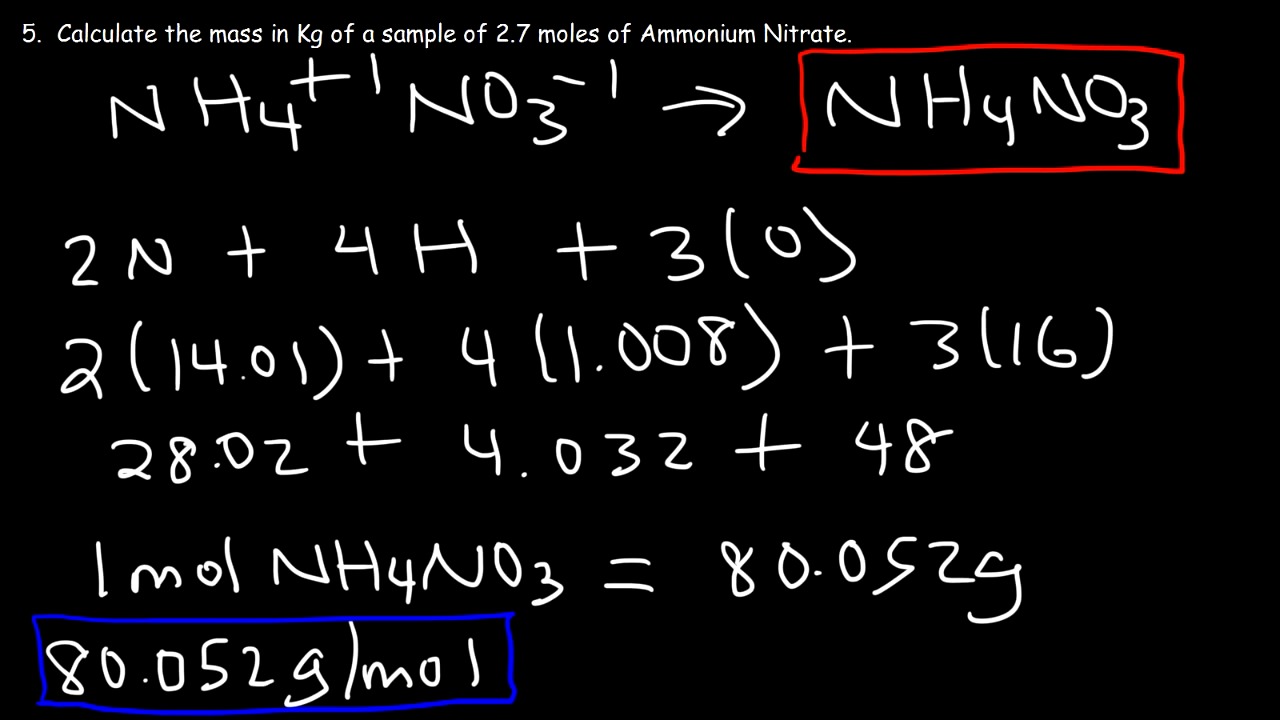 5. Calculate the mass in Kg of a sample of 2.7 moles of Ammonium Nitrate.
NH₄⁺¹ NO₃⁻¹ → NH₄NO₃
2N + 4H + 3(O)
2(14.01) + 4(1.008) + 3(16)
28.02 + 4.032 + 48
1mol NH₄NO₃ = 80.052g
80.052g/mol